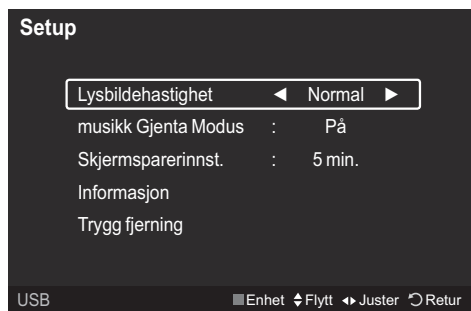 Setup
Lysbildehastighet ◀ Normal ▶
musikk Gjenta Modus : På
Skjermsparerinnst. : 5 min.
Informasjon
Trygg fjerning
USB Enhet Flytt Juster Retur